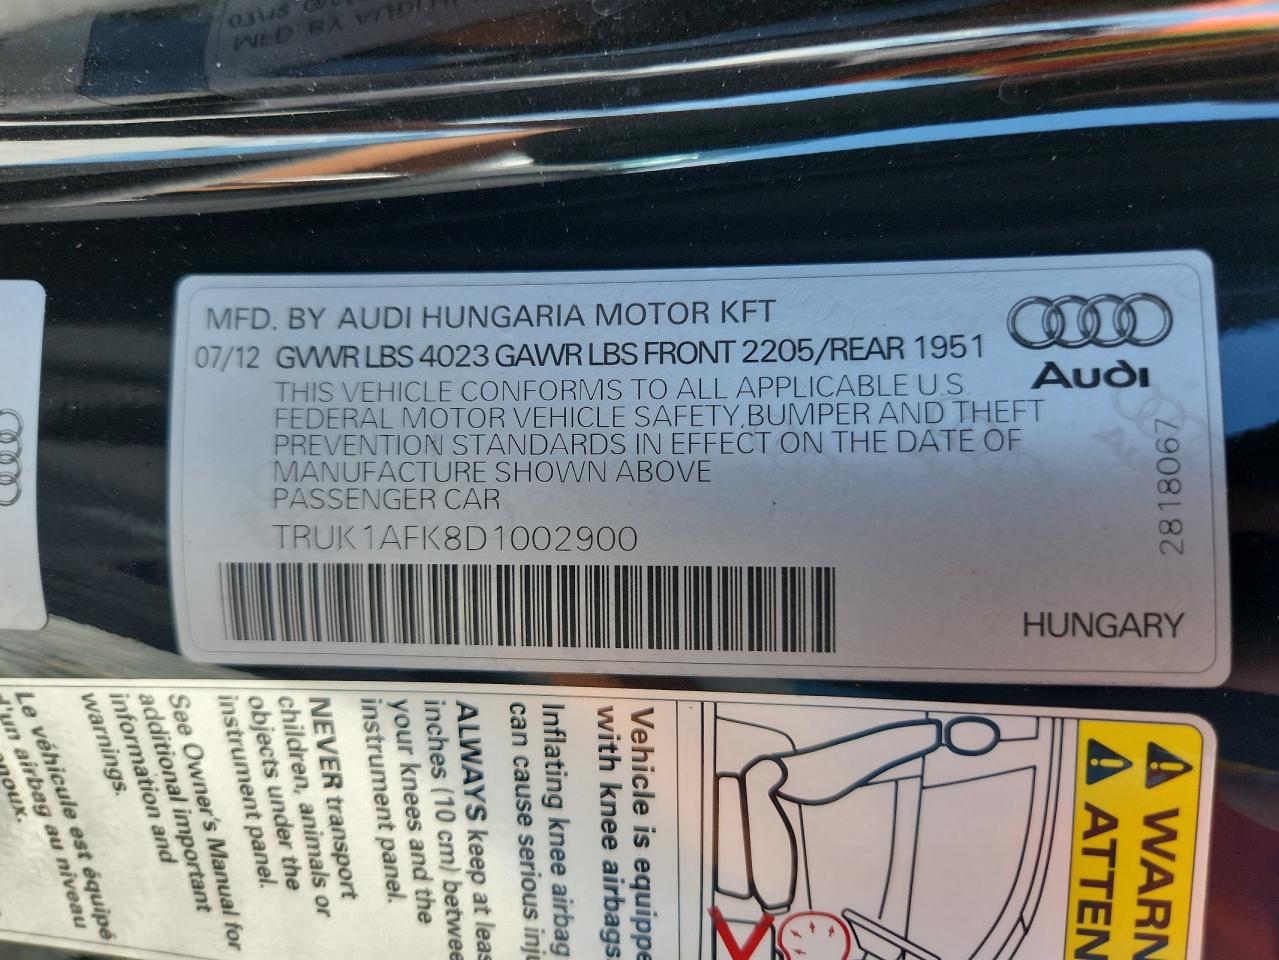 MFD. BY AUDI HUNGARIA MOTOR KFT
07/12 GVWR LBS 4023 GAWR LBS FRONT 2205/REAR 1951
THIS VEHICLE CONFORMS TO ALL APPLICABLE U.S.
FEDERAL MOTOR VEHICLE SAFETY,BUMPER AND THEFT
PREVENTION STANDARDS IN EFFECT ON THE DATE OF
MANUFACTURE SHOWN ABOVE
PASSENGER CAR
TRUK1AFK8D1002900
Audi
2818067
HUNGARY
WARN
ATTEN
Vehicle is equippe
with knee airbags.
Inflating knee airbag
can cause serious inju
ALWAYS keep at leas
inches (10 cm) betwee
your knees and the
instrument panel.
NEVER transport
children, animals or
objects under the
instrument panel.
See Owner's Manual for
additional important
information and
warnings.
Le véhicule est équipé
d'un airbag au niveau